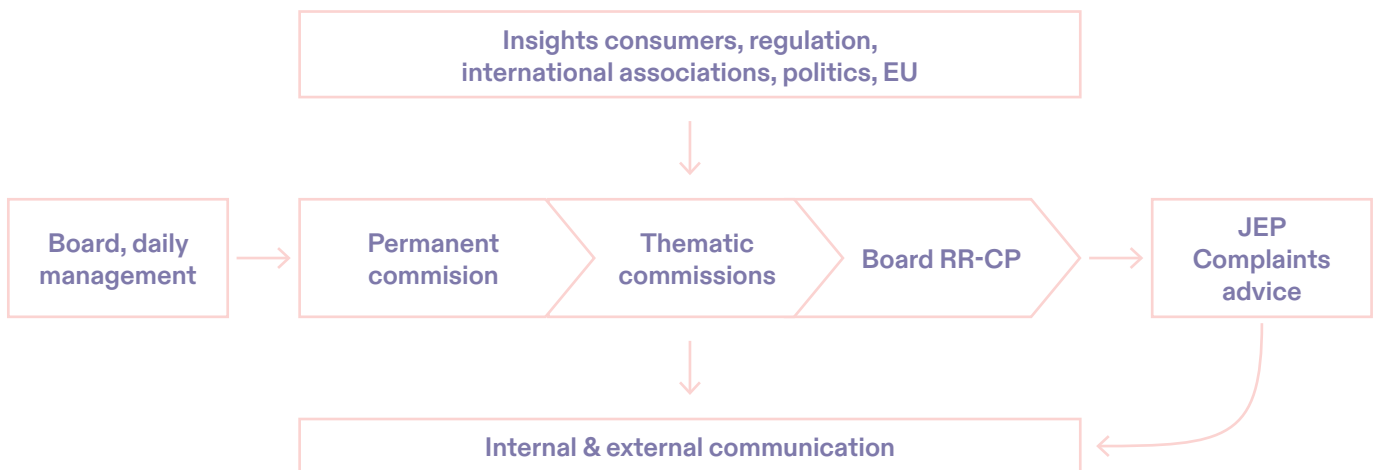 Insights consumers, regulation,
international associations, politics, EU
Board, daily
management
Permanent
commision
Thematic
commissions
Board RR-CP
JEP
Complaints
advice
Internal & external communication